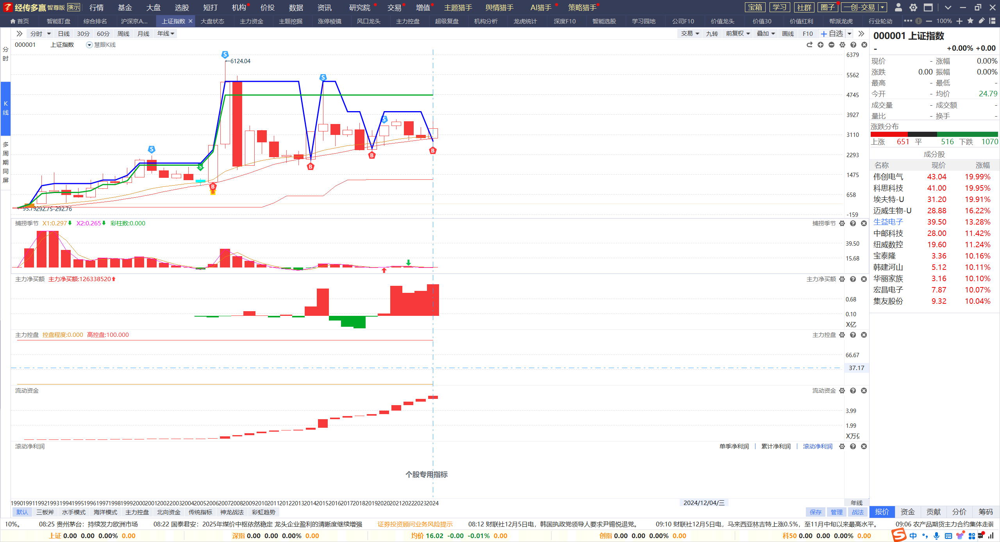 经传多赢 智尊版 演示 行情 基金 大盘 选股 短打 机构 价投 数据 资讯 研究院 交易 增值 主题猎手 舆情猎手 AI猎手 策略猎手 宝箱 学习 社群 圈子 一创-交易
首页 智能盯盘 综合排名 沪深京A... 上证指数 大盘状态 主力资金 主题挖掘 涨停棱镜 风口龙头 主力控盘 超级复盘 机构分析 龙虎统计 深度F10 智能选股 学习园地 公司F10 价值龙头 价值30 价值红利 帮派龙虎 行业轮动 100%
分时 日线 30分 60分 周线 月线 年线 交易 九转 前复权 叠加 画线 F10 自选
000001 上证指数 慧眼K线
分时
K线
多周期同屏
6124.04
95.79292.75-292.76
6379
5562
4745
3927
3110
2293
1475
658
-159
捕捞季节 X1:0.297 X2:0.265 彩柱数:0.000 捕捞季节
39.50
15.68
主力净买额 主力净买额:126338520 主力净买额
0.68
0.10
X亿
主力控盘 控盘程度:0.000 高控盘:100.000 主力控盘
66.67
37.17
流动资金 流动资金
3.99
1.99
X万亿
滚动净利润 单季净利润 累计净利润 滚动净利润
个股专用指标
1990 1991 1992 1993 1994 1995 1996 1997 1998 1999 2000 2001 2002 2003 2004 2005 2006 2007 2008 2009 2010 2011 2012 2013 2014 2015 2016 2017 2018 2019 2020 2021 2022 2023 2024 2024/12/04/三 年线
默认 三板斧 水手模式 海洋模式 主力控盘 北向资金 传统指标 神龙战法 彩虹趋势 保存 管理 战法
000001 上证指数
- +0.00% +0.00
现价 - 涨幅 0.00%
涨跌 0.00 振幅 0.00%
最高 - 最低 -
今开 - 均价 24.79
成交量 - 成交额 -
量比 - 换手 -
涨跌分布
上涨 651 平 516 下跌 1070
成分股
名称 现价 涨幅
伟创电气 43.04 19.99%
科思科技 41.00 19.95%
埃夫特-U 31.20 19.91%
迈威生物-U 28.88 16.22%
生益电子 39.50 13.28%
中邮科技 28.00 11.42%
纽威数控 19.60 11.24%
宝泰隆 3.36 10.16%
韩建河山 5.12 10.11%
华丽家族 3.16 10.10%
宏昌电子 7.87 10.07%
集友股份 9.32 10.04%
报价 资金 贡献 分价 筹码
10%。 08:25 贵州茅台：持续发力欧洲市场 08:22 国泰君安：2025年煤价中枢依然稳定 龙头企业盈利的清晰度继续增强 证券投资顾问业务风险提示 08:12 财联社12月5日电，韩国执政党领导人要求尹锡悦退党。 09:10 财联社12月5日电，马来西亚林吉特上涨0.5%，至11月中旬以来最高水平。 09:06 农产品期货主力合约集体走弱
上证 0.00 0.00 0.00% 0.00 深指 0.00 0.00 0.00% 0.00 均价 16.02 -0.00 -0.01% 0.00 创指 0.00 0.00 0.00% 0.00 科50 0.00 0.00 0.00% 0.00 中